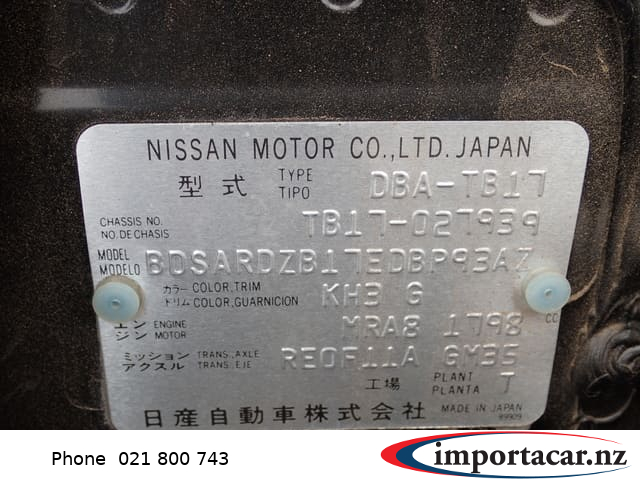 NISSAN MOTOR CO.,LTD. JAPAN
型式 TYPE TIPO DBA-TB17
CHASSIS NO. NO. DE CHASIS TB17-027939
MODEL MODELO BDSARDZB17EDBPP3AZ
カラー COLOR,TRIM
トリム COLOR,GUARNICION KH3 G
エンジン ENGINE MOTOR MRA8 1798 CC
ミッション TRANS.,AXLE
アクスル TRANS.,EJE RE0F11A GM35
工場 PLANT PLANTA T
日産自動車株式会社 MADE IN JAPAN
89909
Phone 021 800 743
importacar.nz